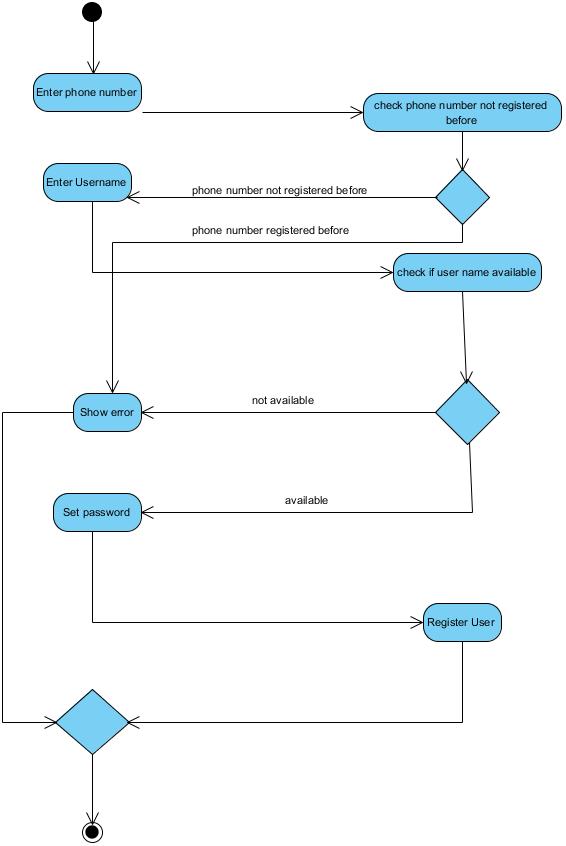 Enter phone number
check phone number not registered
before
Enter Username
phone number not registered before
phone number registered before
check if user name available
Show error
not available
available
Set password
Register User